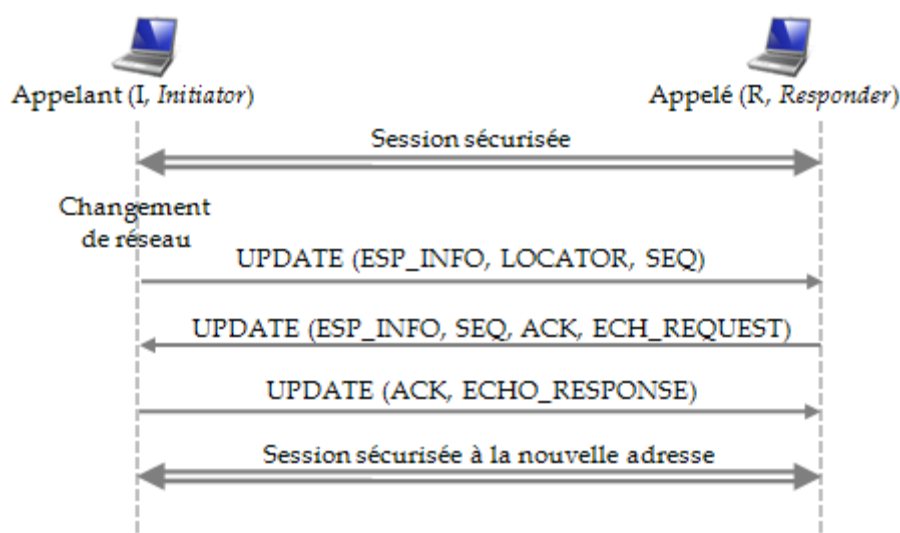 Appelant (I, Initiator)
Appelé (R, Responder)
Session sécurisée
Changement
de réseau
UPDATE (ESP_INFO, LOCATOR, SEQ)
UPDATE (ESP_INFO, SEQ, ACK, ECH_REQUEST)
UPDATE (ACK, ECHO_RESPONSE)
Session sécurisée à la nouvelle adresse